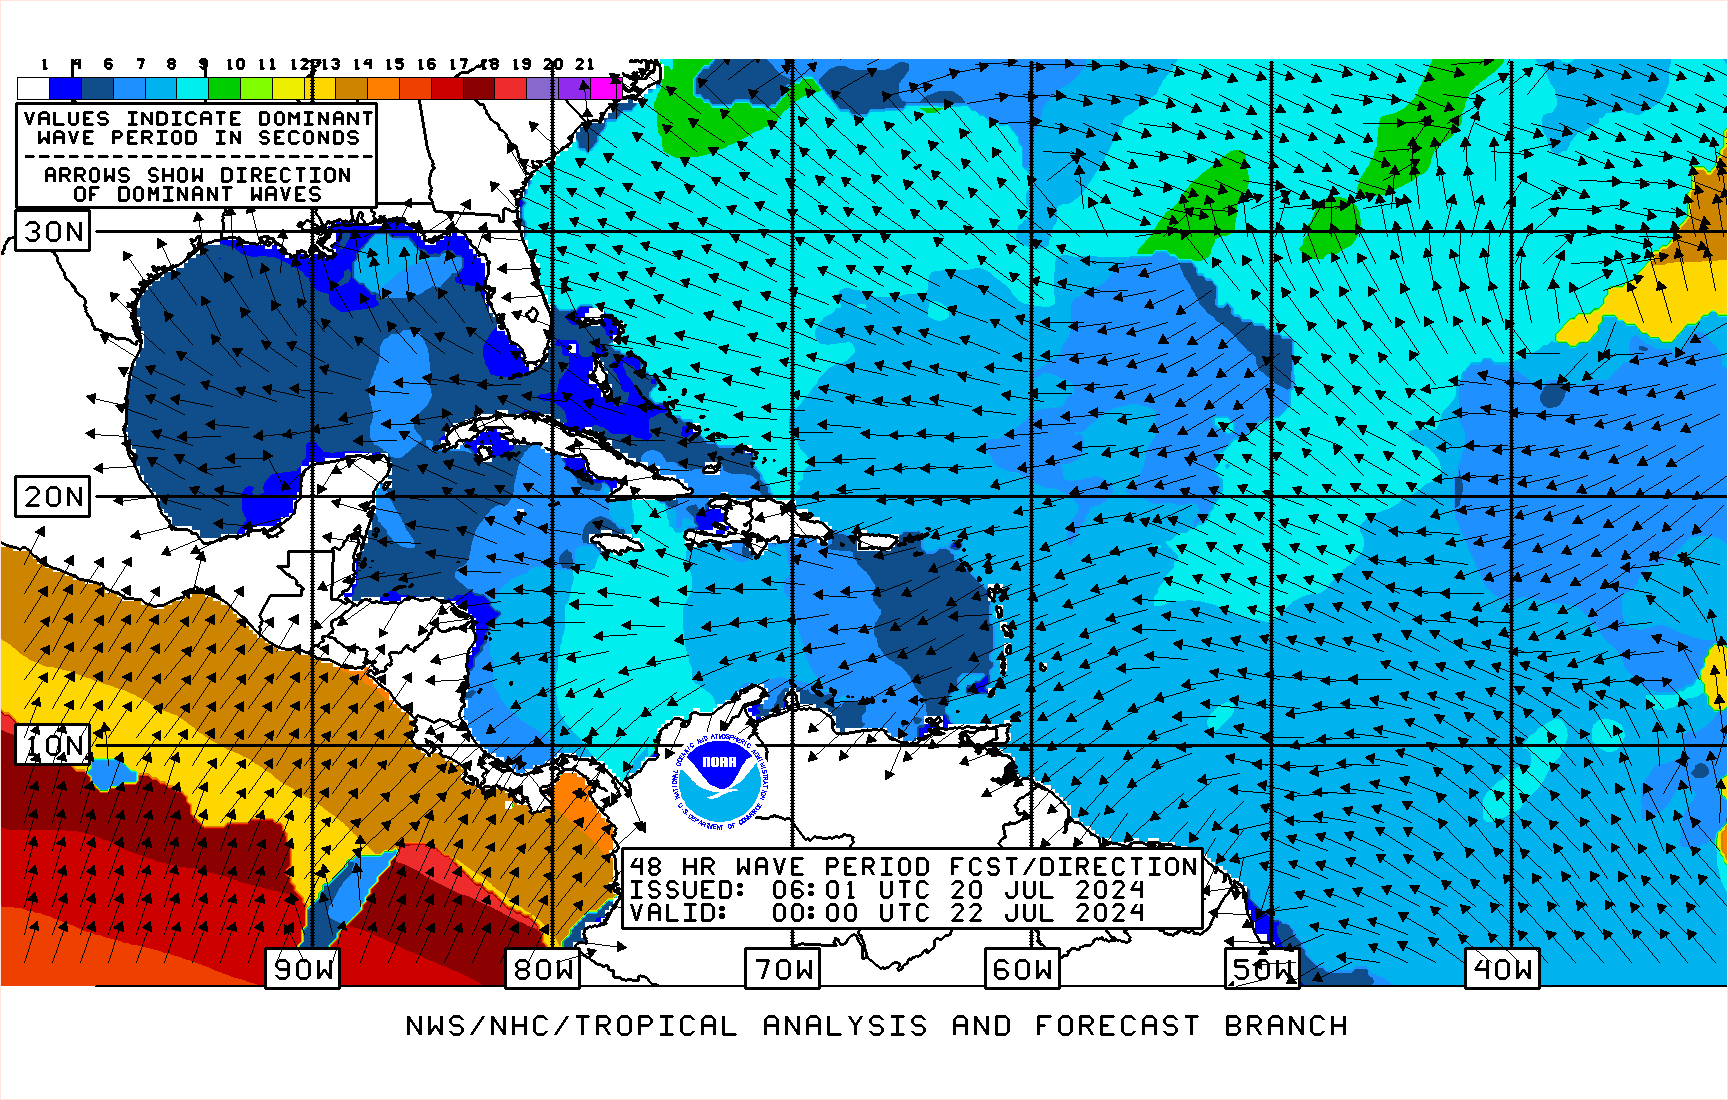 1 4 6 7 8 9 10 11 12 13 14 15 16 17 18 19 20 21
VALUES INDICATE DOMINANT
WAVE PERIOD IN SECONDS
ARROWS SHOW DIRECTION
OF DOMINANT WAVES
30N
20N
10N
NOAA
NATIONAL OCEANIC AND ATMOSPHERIC ADMINISTRATION
U.S. DEPARTMENT OF COMMERCE
48 HR WAVE PERIOD FCST/DIRECTION
ISSUED: 06:01 UTC 20 JUL 2024
VALID: 00:00 UTC 22 JUL 2024
90W 80W 70W 60W 50W 40W
NWS/NHC/TROPICAL ANALYSIS AND FORECAST BRANCH